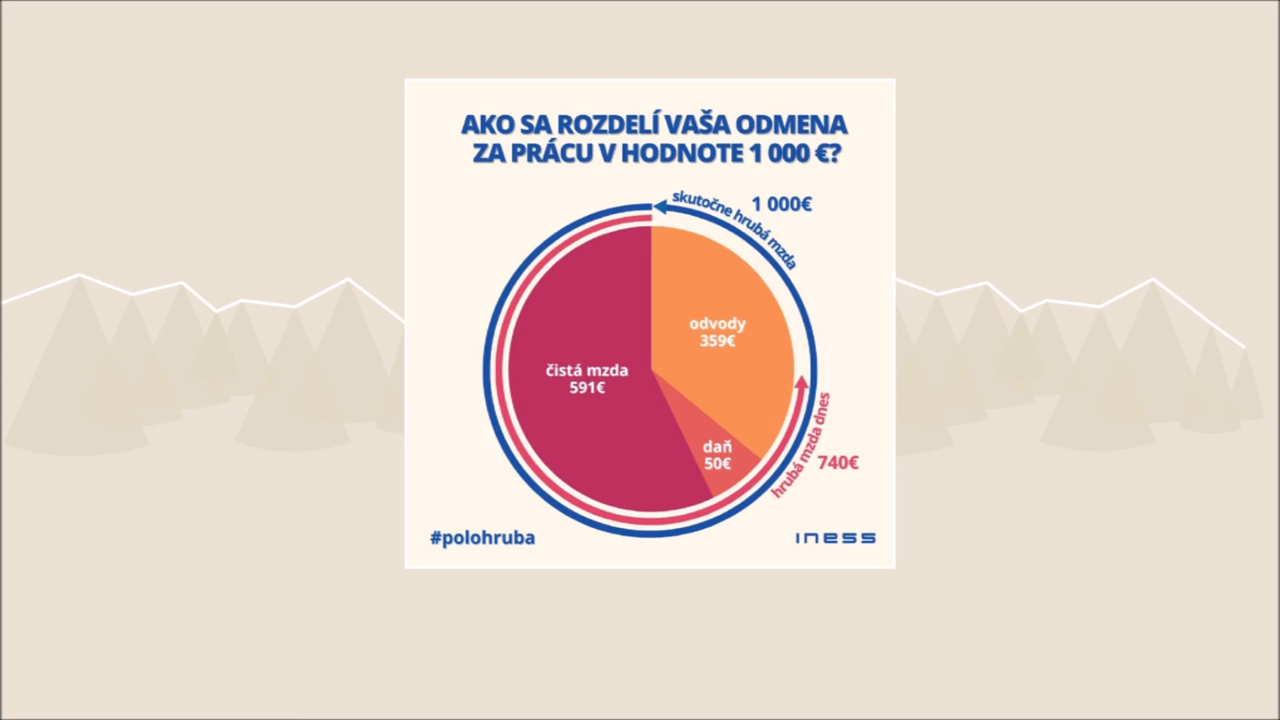 AKO SA ROZDELÍ VAŠA ODMENA
ZA PRÁCU V HODNOTE 1 000 €?
skutočne hrubá mzda
1 000€
odvody
359€
čistá mzda
591€
daň
50€
hrubá mzda dnes
740€
#polohruba
iness